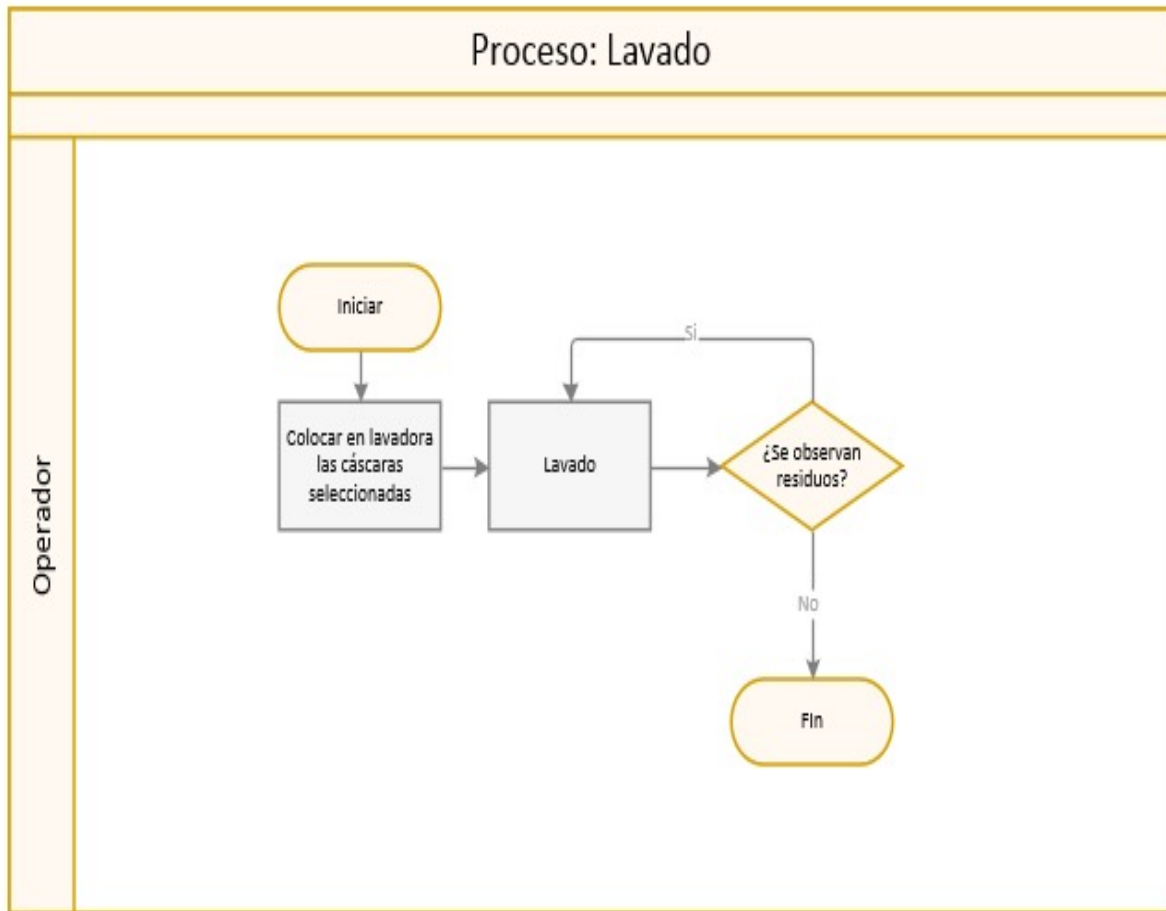 Proceso: Lavado
Operador
Iniciar
Colocar en lavadora
las cáscaras
seleccionadas
Lavado
Si
¿Se observan
residuos?
No
FIn